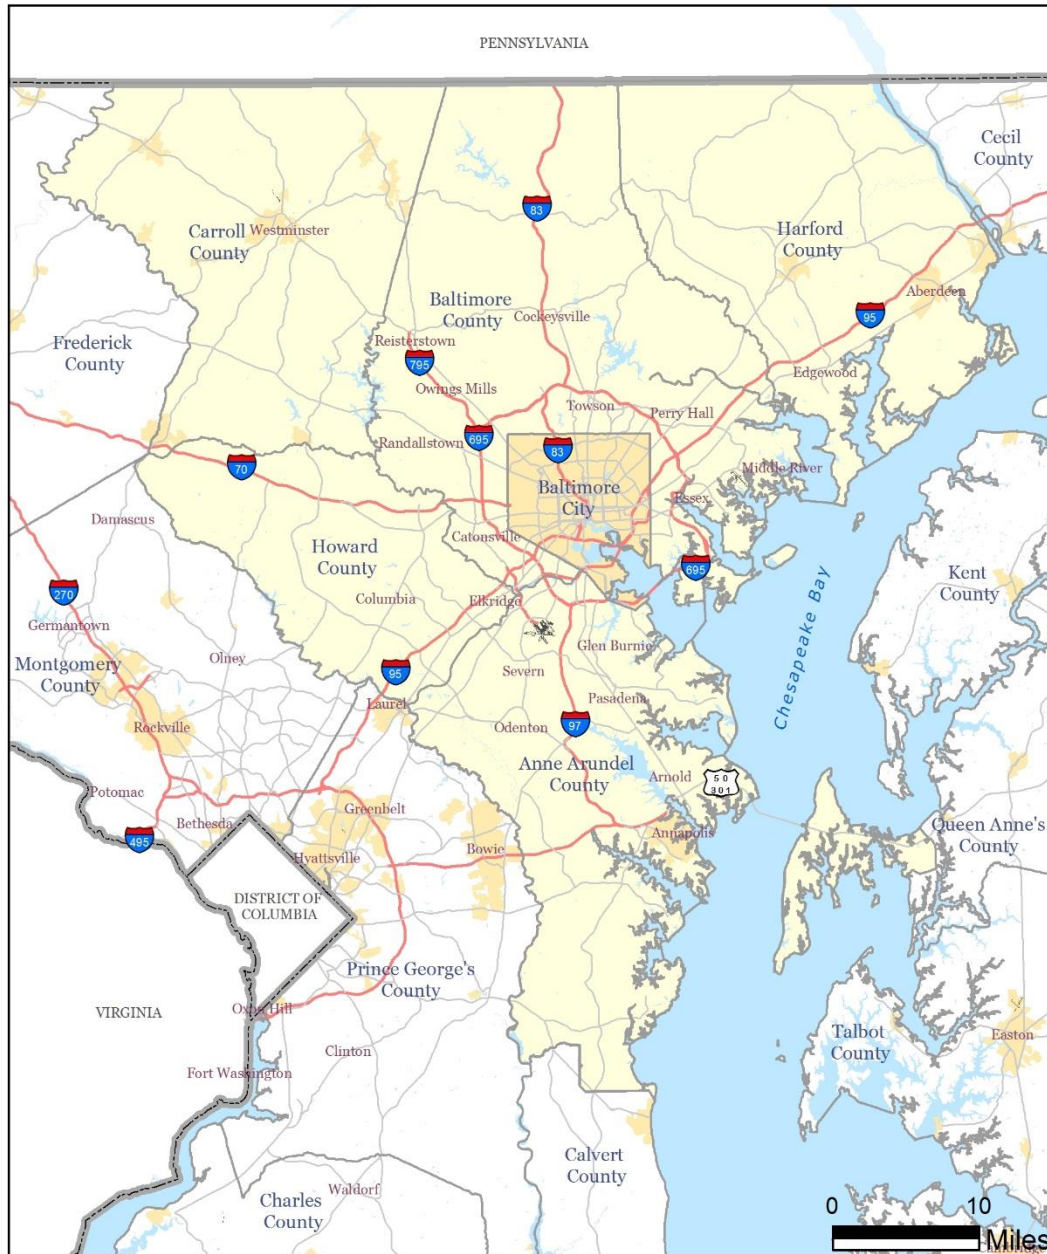 PENNSYLVANIA
Cecil
County
83
Carroll
County
Westminster
Harford
County
Aberdeen
Baltimore
County
Cockeysville
95
Frederick
County
Reisterstown
795
Owings Mills
Edgewood
Towson
Perry Hall
Randallstown
695
83
70
Middle River
Baltimore
City
Essex
Damascus
Catonsville
Howard
County
695
Kent
County
270
Columbia
Elkridge
Germantown
Glen Burnie
Chesapeake Bay
Montgomery
County
Olney
95
Severn
Laurel
Pasadena
Rockville
Odenton
97
Anne Arundel
County
Arnold
50
301
Potomac
Greenbelt
Bethesda
495
Hyattsville
Bowie
Annapolis
Queen Anne's
County
DISTRICT OF
COLUMBIA
Prince George's
County
VIRGINIA
Oxon Hill
Talbot
County
Easton
Clinton
Fort Washington
Calvert
County
Charles
County
Waldorf
0 10
Miles